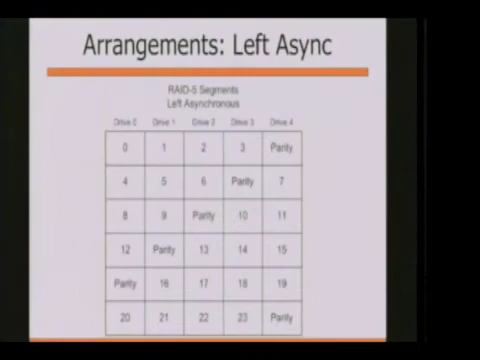 Arrangements: Left Async
RAID-5 Segments
Left Asynchronous
Drive 0 Drive 1 Drive 2 Drive 3 Drive 4
0 1 2 3 Parity
4 5 6 Parity 7
8 9 Parity 10 11
12 Parity 13 14 15
Parity 16 17 18 19
20 21 22 23 Parity